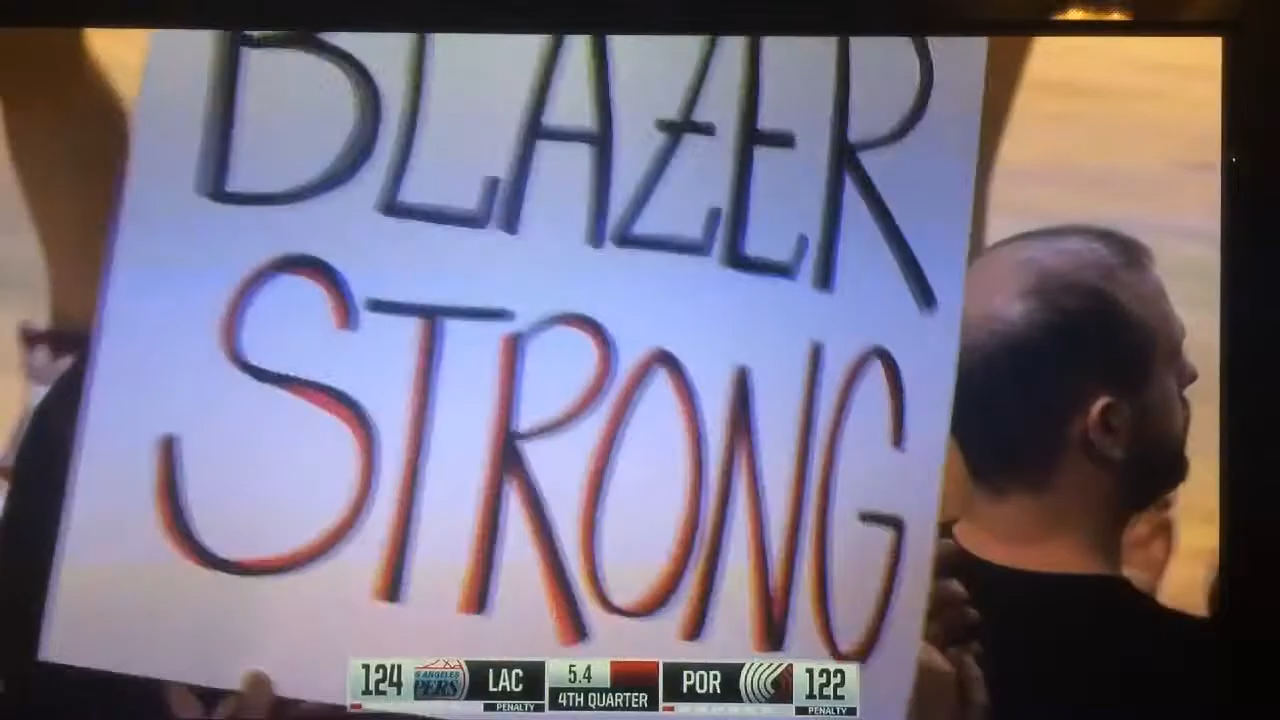 BLAZER
STRONG
124 LAC 5.4 POR 122
PENALTY 4TH QUARTER PENALTY